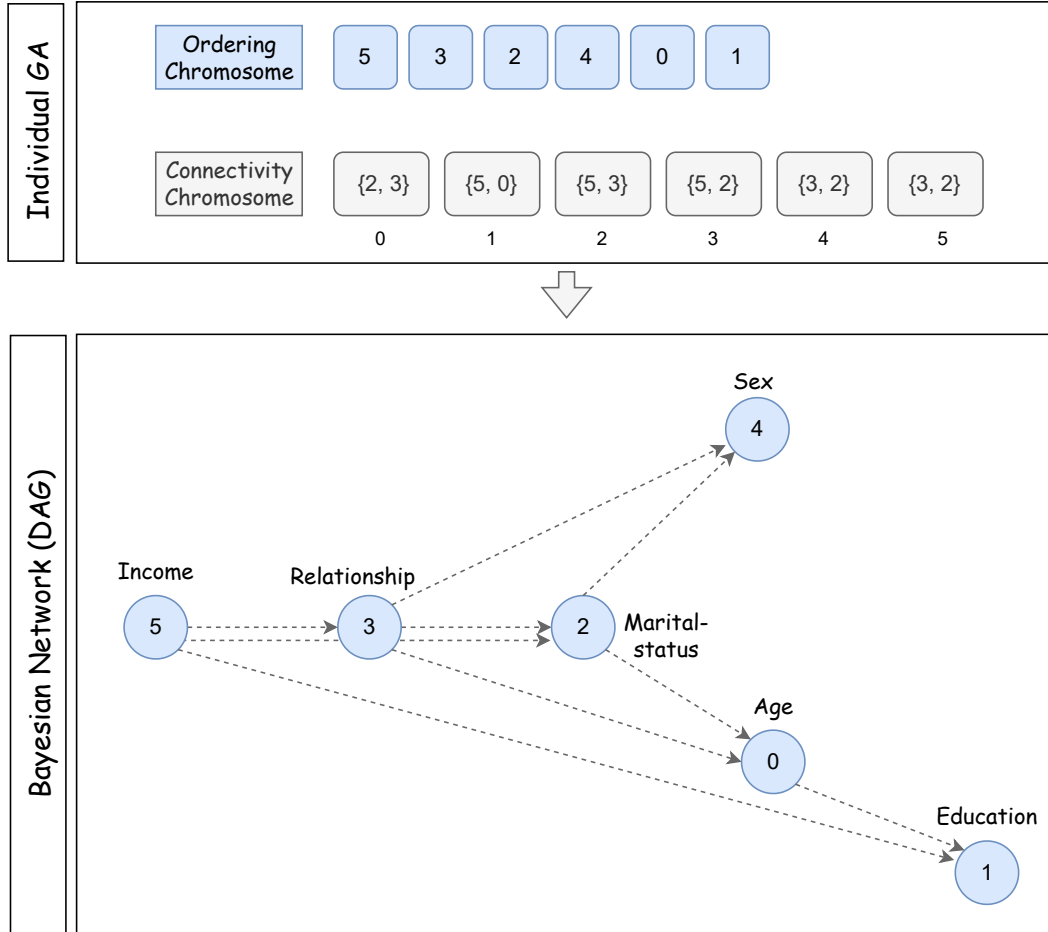 Individual GA
Ordering
Chromosome
5 3 2 4 0 1
Connectivity
Chromosome
{2, 3} {5, 0} {5, 3} {5, 2} {3, 2} {3, 2}
0 1 2 3 4 5
Bayesian Network (DAG)
Sex
4
Income
Relationship
5
3
2
Marital-
status
Age
0
Education
1